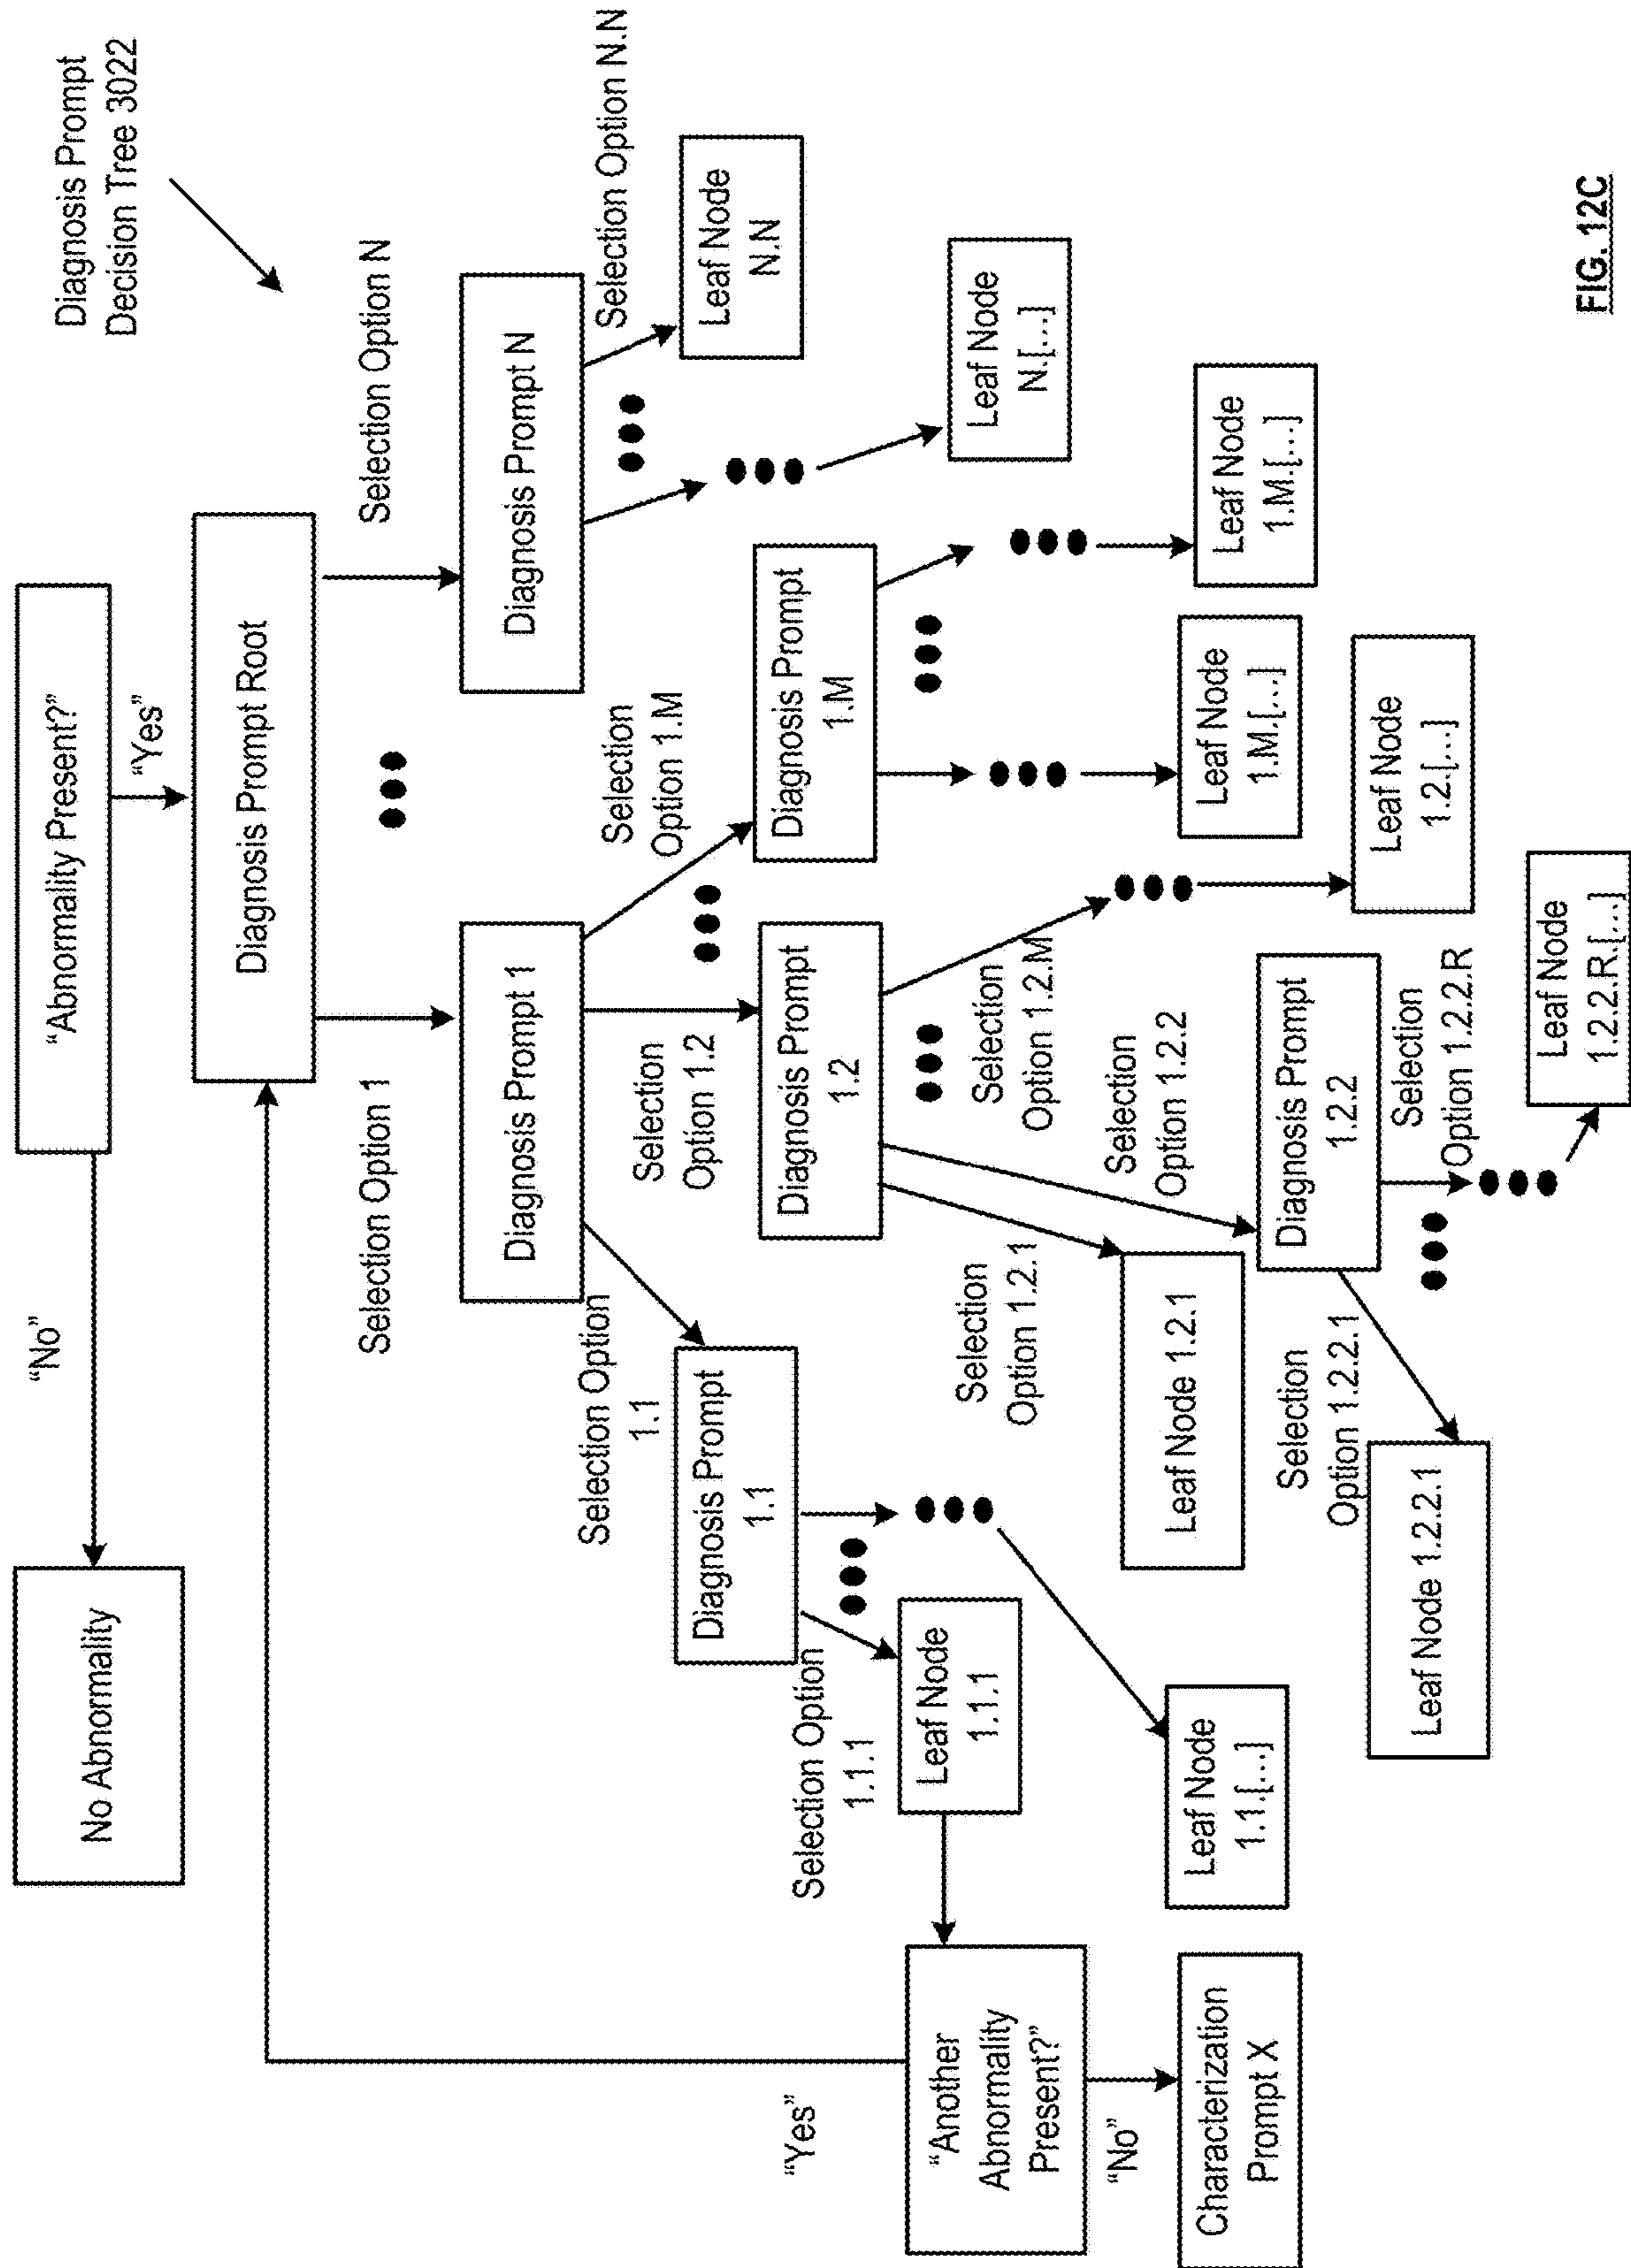 Diagnosis Prompt
Decision Tree 3022
"Abnormality Present?"
"No"
"Yes"
No Abnormality
Diagnosis Prompt Root
Selection Option 1
Selection Option N
Diagnosis Prompt 1
Diagnosis Prompt N
Selection Option
1.1
Selection
Option 1.2
Selection
Option 1.M
Selection Option N.N
Diagnosis Prompt
1.1
Diagnosis Prompt
1.2
Diagnosis Prompt
1.M
Leaf Node
N.N
Selection Option
1.1.1
Leaf Node
1.1.1
Selection
Option 1.2.1
Selection
Option 1.2.2
Selection
Option 1.2.M
Leaf Node
N.[...]
"Yes"
"Another
Abnormality
Present?"
"No"
Characterization
Prompt X
Leaf Node
1.1.[...]
Leaf Node 1.2.1
Leaf Node
1.M.[...]
Leaf Node
1.M.[...]
Diagnosis Prompt
1.2.2
Leaf Node
1.2.[...]
Selection
Option 1.2.2.1
Selection
Option 1.2.2.R
Leaf Node 1.2.2.1
Leaf Node
1.2.2.R.[...]
FIG. 12C